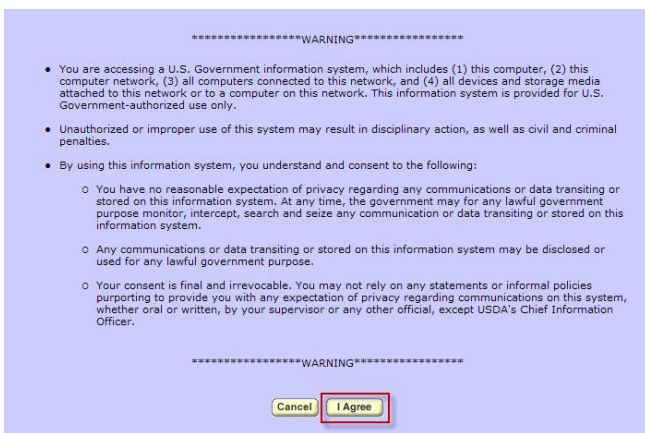 *****************WARNING*****************
● You are accessing a U.S. Government information system, which includes (1) this computer, (2) this
computer network, (3) all computers connected to this network, and (4) all devices and storage media
attached to this network or to a computer on this network. This information system is provided for U.S.
Government-authorized use only.
● Unauthorized or improper use of this system may result in disciplinary action, as well as civil and criminal
penalties.
● By using this information system, you understand and consent to the following:
○ You have no reasonable expectation of privacy regarding any communications or data transiting or
stored on this information system. At any time, the government may for any lawful government
purpose monitor, intercept, search and seize any communication or data transiting or stored on this
information system.
○ Any communications or data transiting or stored on this information system may be disclosed or
used for any lawful government purpose.
○ Your consent is final and irrevocable. You may not rely on any statements or informal policies
purporting to provide you with any expectation of privacy regarding communications on this system,
whether oral or written, by your supervisor or any other official, except USDA's Chief Information
Officer.
*****************WARNING*****************
Cancel I Agree